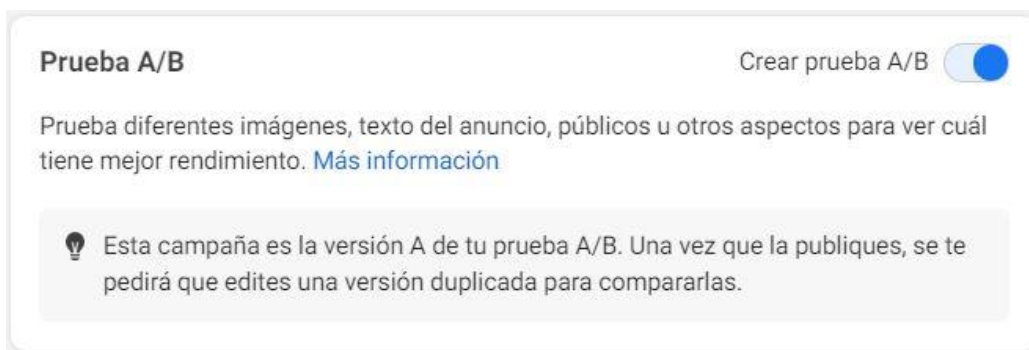 Prueba A/B
Crear prueba A/B
Prueba diferentes imágenes, texto del anuncio, públicos u otros aspectos para ver cuál
tiene mejor rendimiento. Más información
Esta campaña es la versión A de tu prueba A/B. Una vez que la publiques, se te
pedirá que edites una versión duplicada para compararlas.